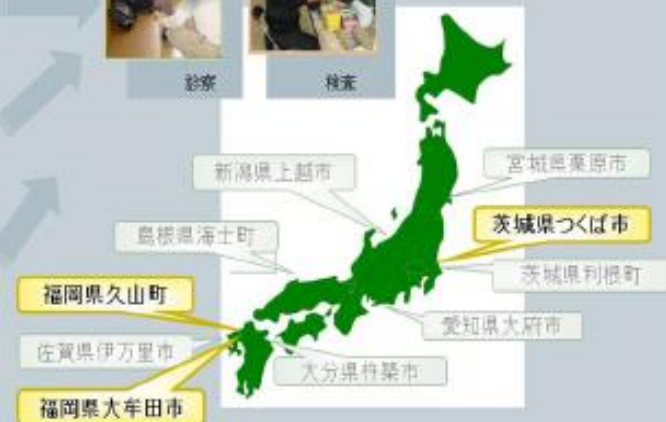 診察
検査
新潟県上越市
宮城県栗原市
島根県海士町
茨城県つくば市
茨城県利根町
福岡県久山町
愛知県大府市
佐賀県伊万里市
大分県杵築市
福岡県大牟田市